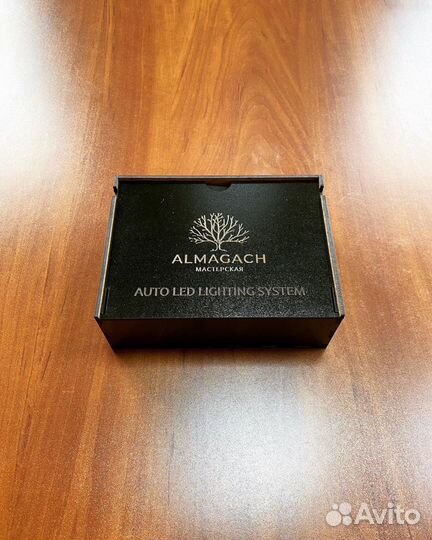 ALMAGACH
МАСТЕРСКАЯ
AUTO LED LIGHTING SYSTEM
Avito